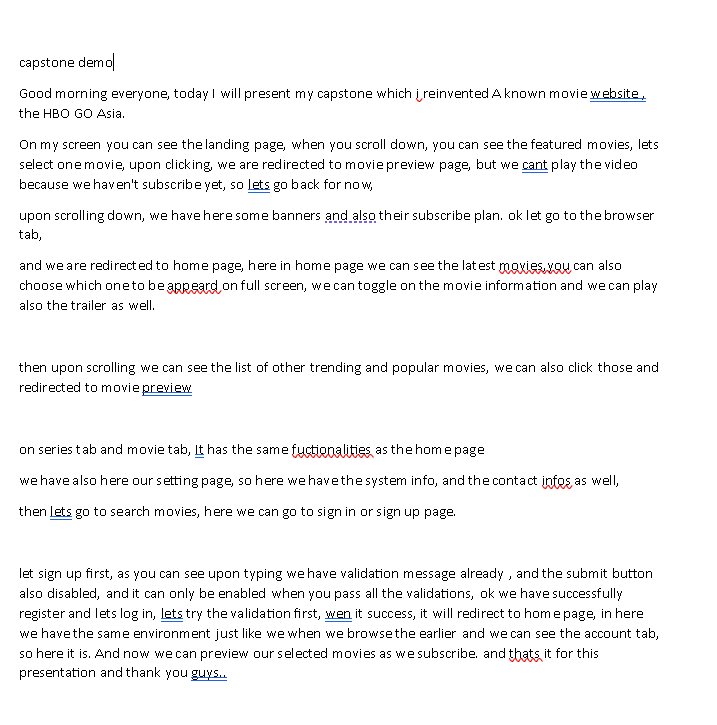 capstone demo
Good morning everyone, today I will present my capstone which i reinvented A known movie website ,
the HBO GO Asia.
On my screen you can see the landing page, when you scroll down, you can see the featured movies, lets
select one movie, upon clicking, we are redirected to movie preview page, but we cant play the video
because we haven't subscribe yet, so lets go back for now,
upon scrolling down, we have here some banners and also their subscribe plan. ok let go to the browser
tab,
and we are redirected to home page, here in home page we can see the latest movies,you can also
choose which one to be appeard on full screen, we can toggle on the movie information and we can play
also the trailer as well.
then upon scrolling we can see the list of other trending and popular movies, we can also click those and
redirected to movie preview
on series tab and movie tab, It has the same fuctionalities as the home page
we have also here our setting page, so here we have the system info, and the contact infos as well,
then lets go to search movies, here we can go to sign in or sign up page.
let sign up first, as you can see upon typing we have validation message already , and the submit button
also disabled, and it can only be enabled when you pass all the validations, ok we have successfully
register and lets log in, lets try the validation first, wen it success, it will redirect to home page, in here
we have the same environment just like we when we browse the earlier and we can see the account tab,
so here it is. And now we can preview our selected movies as we subscribe. and thats it for this
presentation and thank you guys..